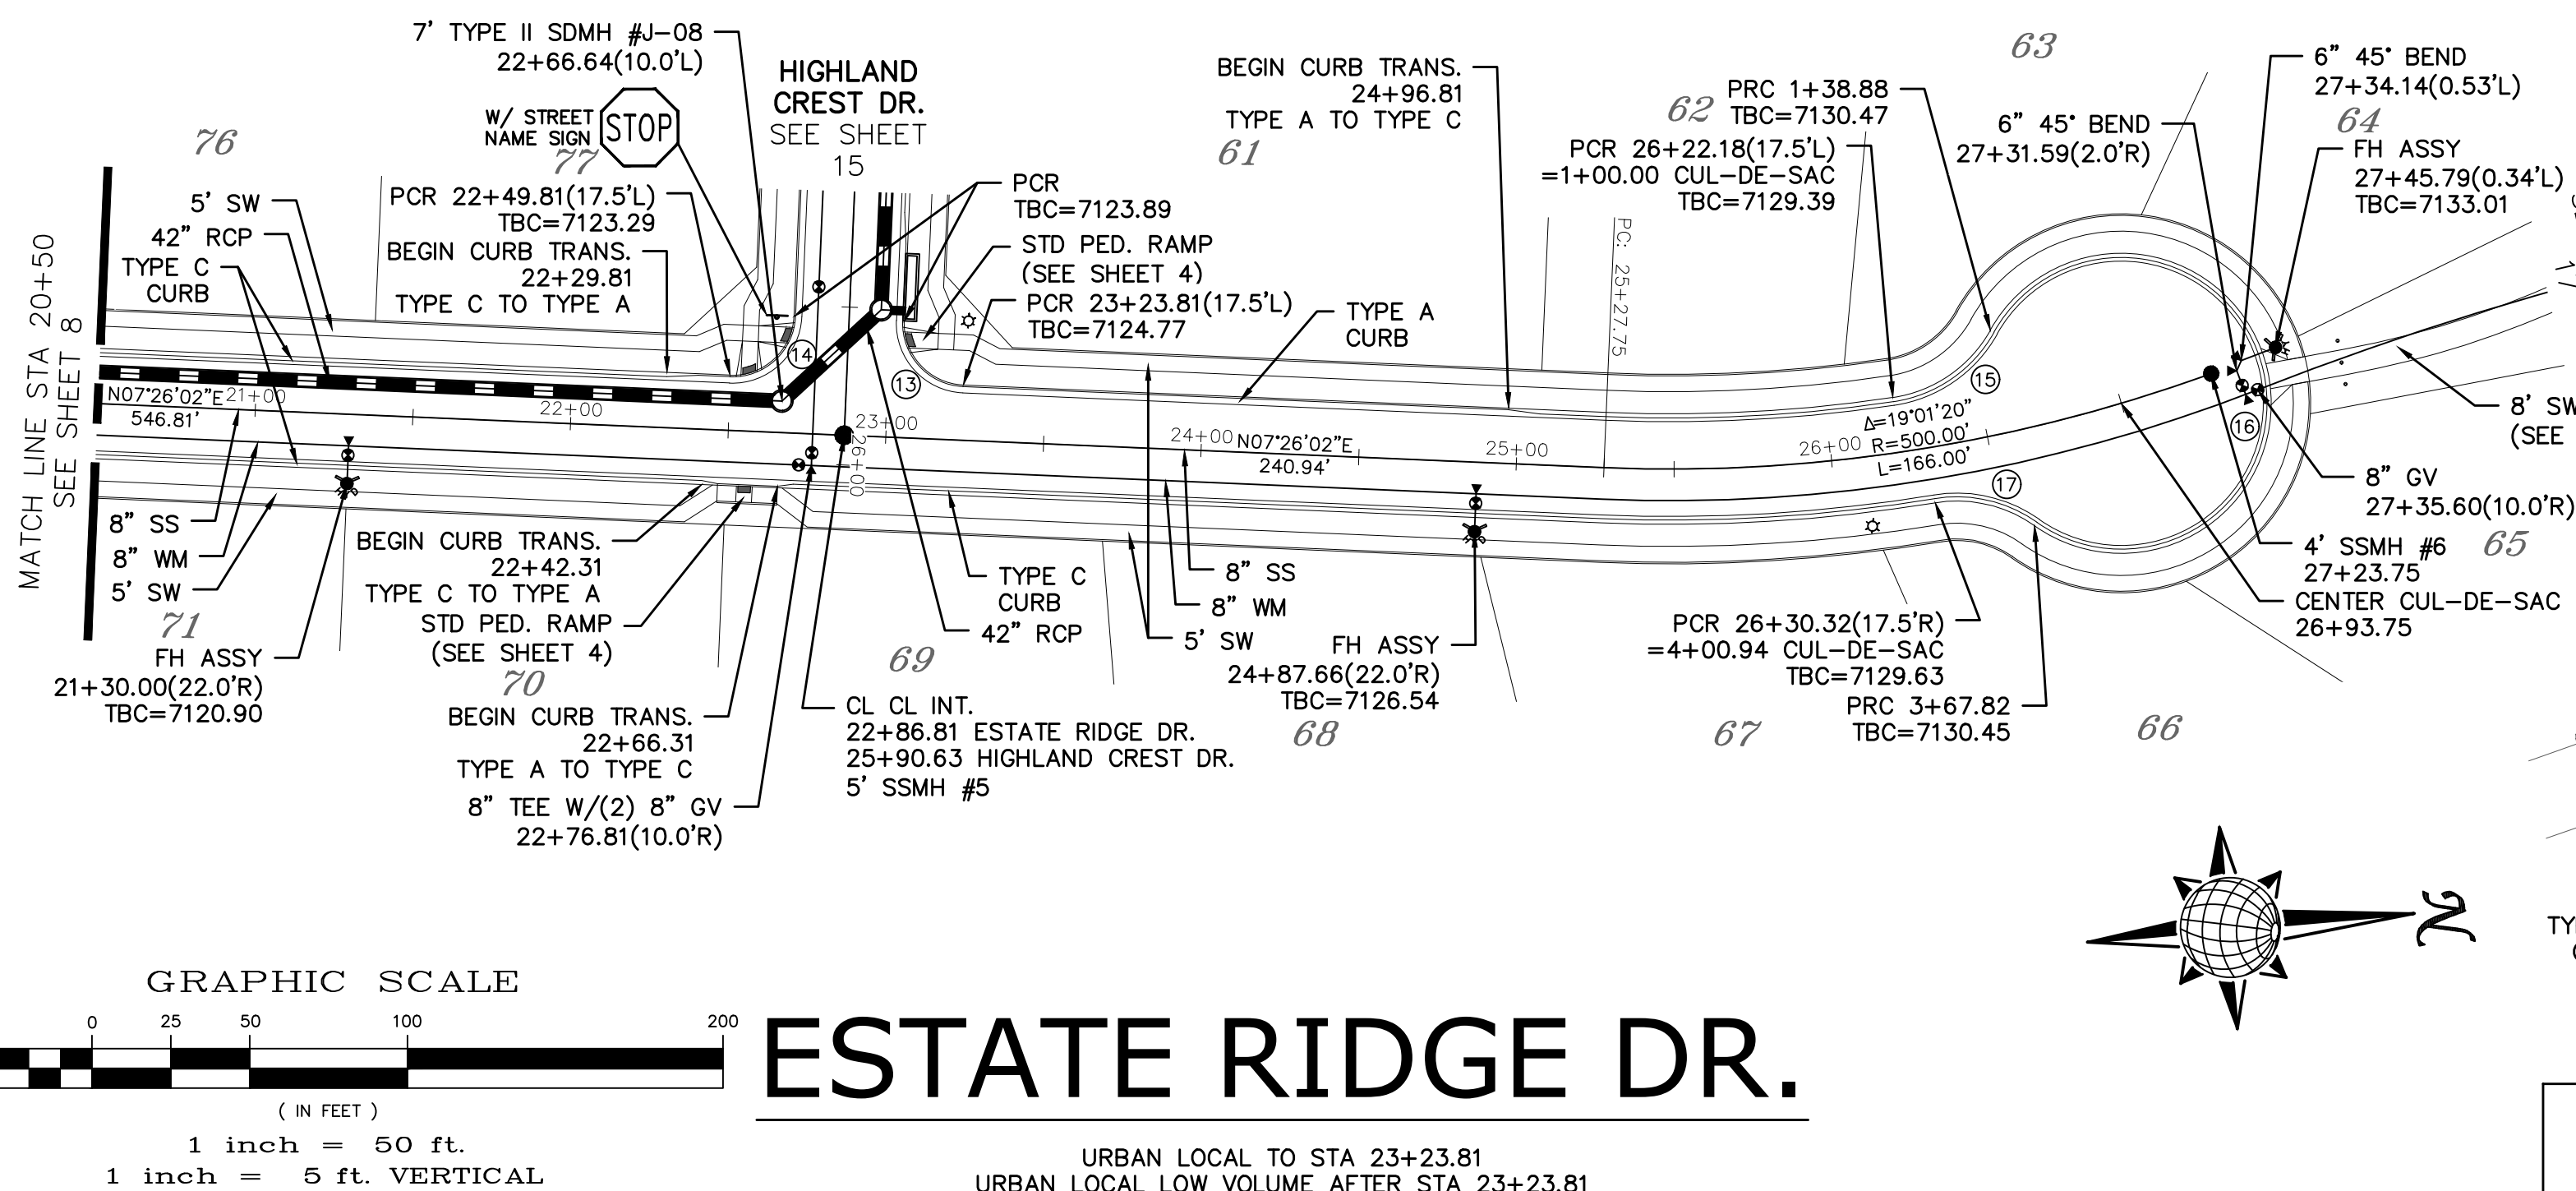 7' TYPE II SDMH #J-08
22+66.64(10.0'L)
W/ STREET
NAME SIGN
STOP
HIGHLAND
CREST DR.
SEE SHEET
15
76
77
5' SW
42" RCP
TYPE C
CURB
PCR 22+49.81(17.5'L)
TBC=7123.29
BEGIN CURB TRANS.
22+29.81
TYPE C TO TYPE A
PCR
TBC=7123.89
STD PED. RAMP
(SEE SHEET 4)
PCR 23+23.81(17.5'L)
TBC=7124.77
TYPE A
CURB
BEGIN CURB TRANS.
24+96.81
TYPE A TO TYPE C
61
62
63
PRC 1+38.88
TBC=7130.47
PCR 26+22.18(17.5'L)
=1+00.00 CUL-DE-SAC
TBC=7129.39
6" 45° BEND
27+31.59(2.0'R)
6" 45° BEND
27+34.14(0.53'L)
64
FH ASSY
27+45.79(0.34'L)
TBC=7133.01
MATCH LINE STA 20+50
SEE SHEET 8
N07°26'02"E
546.81'
21+00
22+00
23+00
26+00
24+00
N07°26'02"E
240.94'
25+00
PC: 25+27.75
26+00
Δ=19°01'20"
R=500.00'
L=166.00'
14
13
15
16
17
8' SW
(SEE
8" GV
27+35.60(10.0'R)
65
4' SSMH #6
27+23.75
CENTER CUL-DE-SAC
26+93.75
8" SS
8" WM
5' SW
71
FH ASSY
21+30.00(22.0'R)
TBC=7120.90
BEGIN CURB TRANS.
22+42.31
TYPE C TO TYPE A
STD PED. RAMP
(SEE SHEET 4)
70
BEGIN CURB TRANS.
22+66.31
TYPE A TO TYPE C
8" TEE W/(2) 8" GV
22+76.81(10.0'R)
TYPE C
CURB
42" RCP
69
CL CL INT.
22+86.81 ESTATE RIDGE DR.
25+90.63 HIGHLAND CREST DR.
5' SSMH #5
8" SS
8" WM
5' SW
FH ASSY
24+87.66(22.0'R)
TBC=7126.54
68
PCR 26+30.32(17.5'R)
=4+00.94 CUL-DE-SAC
TBC=7129.63
PRC 3+67.82
TBC=7130.45
67
66
N
GRAPHIC SCALE
0 25 50 100 200
( IN FEET )
1 inch = 50 ft.
1 inch = 5 ft. VERTICAL
ESTATE RIDGE DR.
URBAN LOCAL TO STA 23+23.81
URBAN LOCAL LOW VOLUME AFTER STA 23+23.81